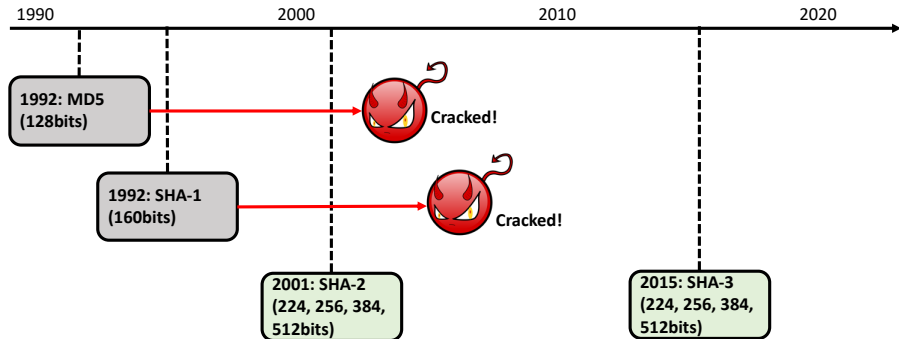 1990 2000 2010 2020
1992: MD5
(128bits)
Cracked!
1992: SHA-1
(160bits)
Cracked!
2001: SHA-2
(224, 256, 384,
512bits)
2015: SHA-3
(224, 256, 384,
512bits)